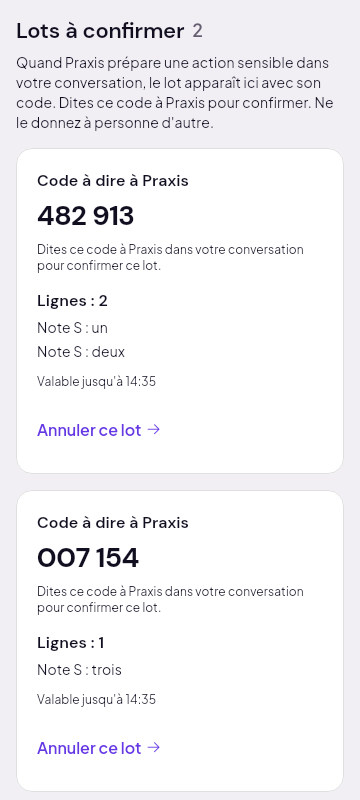 Lots à confirmer 2
Quand Praxis prépare une action sensible dans
votre conversation, le lot apparaît ici avec son
code. Dites ce code à Praxis pour confirmer. Ne
le donnez à personne d'autre.
Code à dire à Praxis
482 913
Dites ce code à Praxis dans votre conversation
pour confirmer ce lot.
Lignes : 2
Note S : un
Note S : deux
Valable jusqu'à 14:35
Annuler ce lot →
Code à dire à Praxis
007 154
Dites ce code à Praxis dans votre conversation
pour confirmer ce lot.
Lignes : 1
Note S : trois
Valable jusqu'à 14:35
Annuler ce lot →